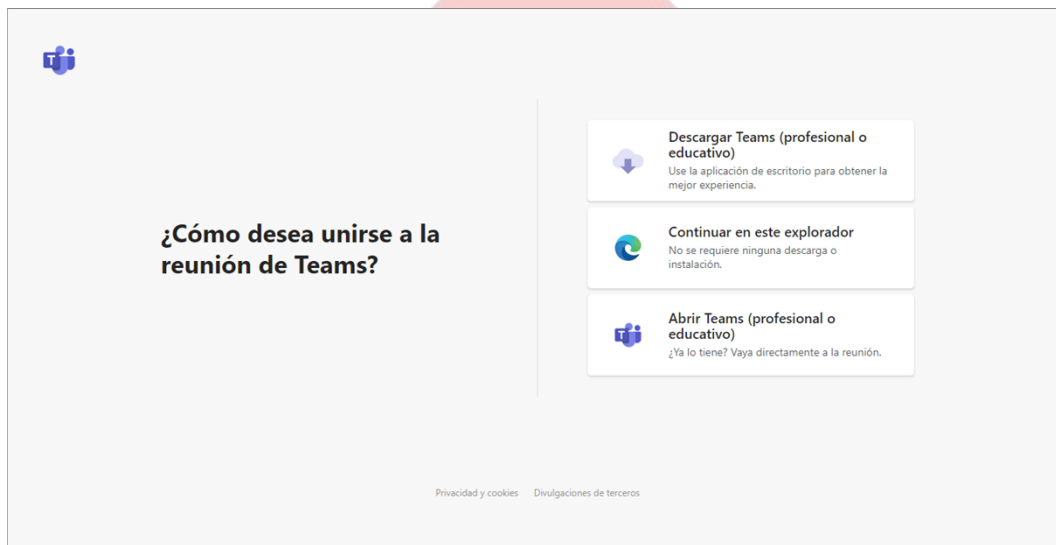 ¿Cómo desea unirse a la
reunión de Teams?
Descargar Teams (profesional o
educativo)
Use la aplicación de escritorio para obtener la
mejor experiencia.
Continuar en este explorador
No se requiere ninguna descarga o
instalación.
Abrir Teams (profesional o
educativo)
¿Ya lo tiene? Vaya directamente a la reunión.
Privacidad y cookies Divulgaciones de terceros